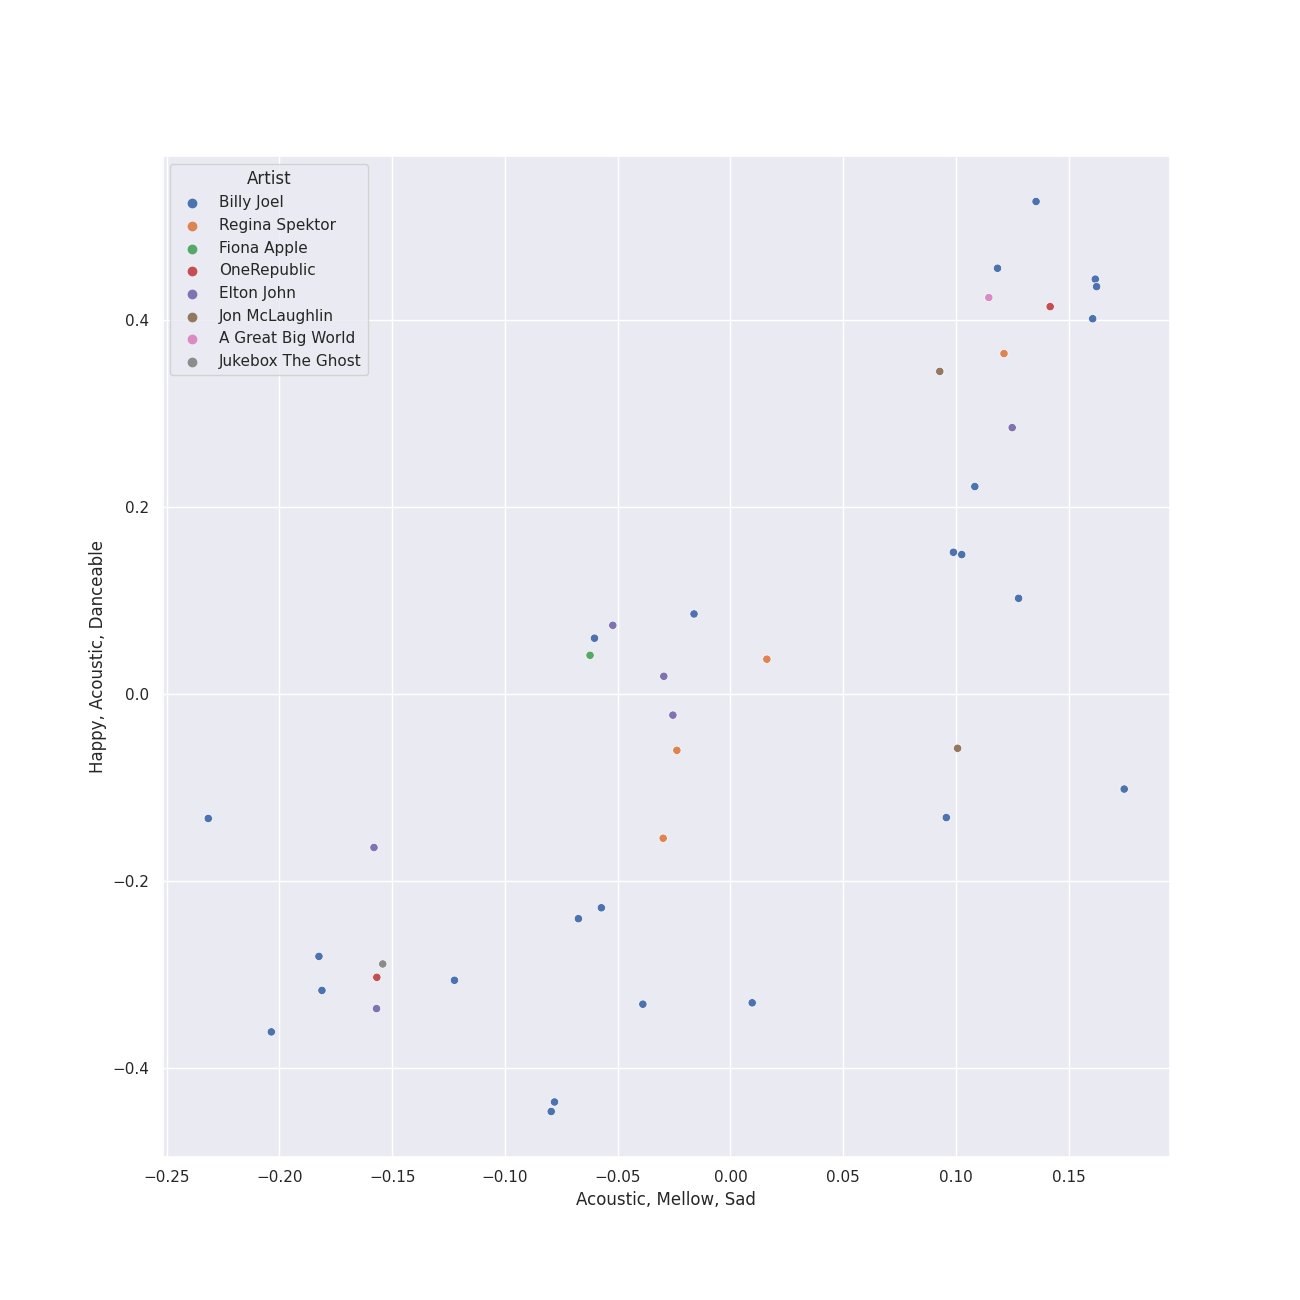 Artist
Billy Joel
Regina Spektor
Fiona Apple
OneRepublic
Elton John
Jon McLaughlin
A Great Big World
Jukebox The Ghost
0.4
0.2
0.0
−0.2
−0.4
Happy, Acoustic, Danceable
−0.25 −0.20 −0.15 −0.10 −0.05 0.00 0.05 0.10 0.15
Acoustic, Mellow, Sad